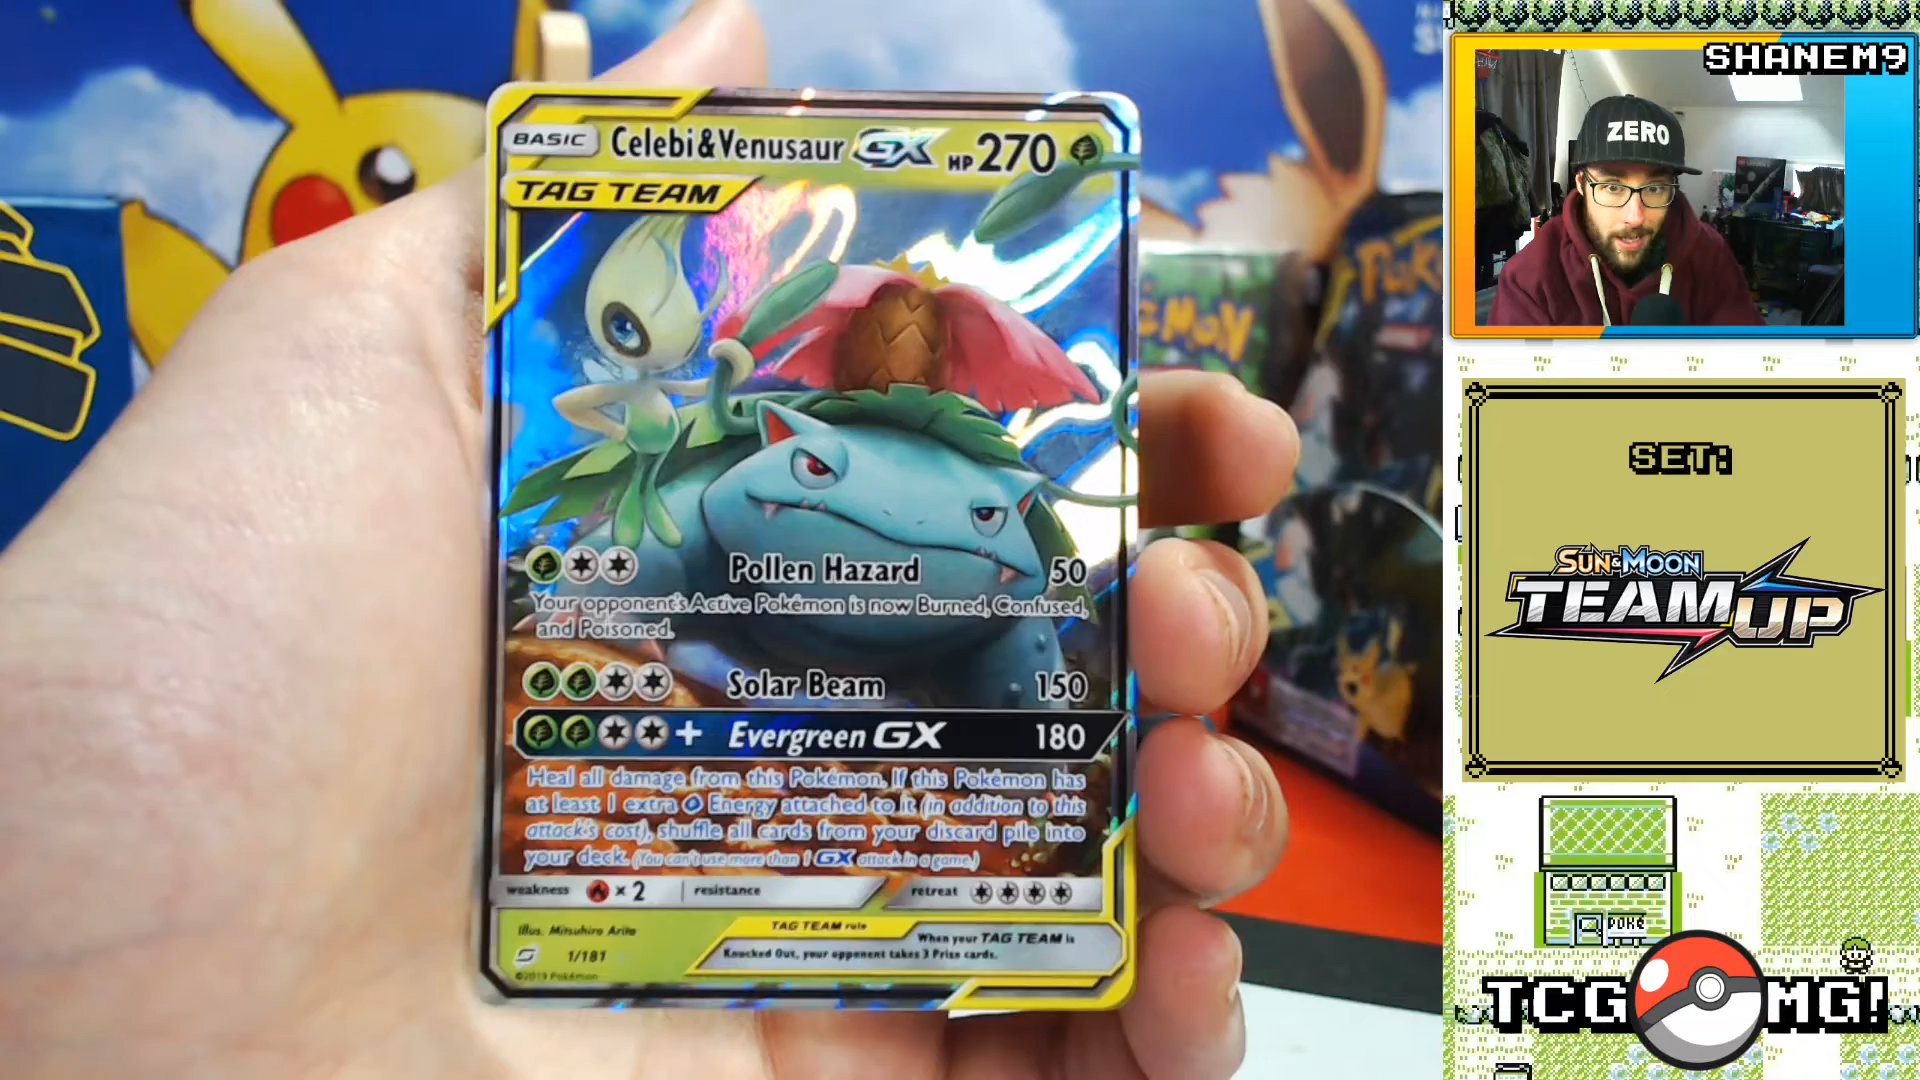 BASIC Celebi&Venusaur GX HP 270
TAG TEAM
Pollen Hazard 50
Your opponent's Active Pokémon is now Burned, Confused,
and Poisoned.
Solar Beam 150
+ Evergreen GX 180
Heal all damage from this Pokémon. If this Pokémon has
at least 1 extra Energy attached to it (in addition to this
attack's cost), shuffle all cards from your discard pile into
your deck. (You can't use more than 1 GX attack in a game.)
weakness × 2 resistance retreat
Illus. Mitsuhiro Arita
1/181
©2019 Pokémon
TAG TEAM rule
When your TAG TEAM is
Knocked Out, your opponent takes 3 Prize cards.
SHANEM9
ZERO
SET:
SUN & MOON
TEAM UP
POKé
TCG MG!